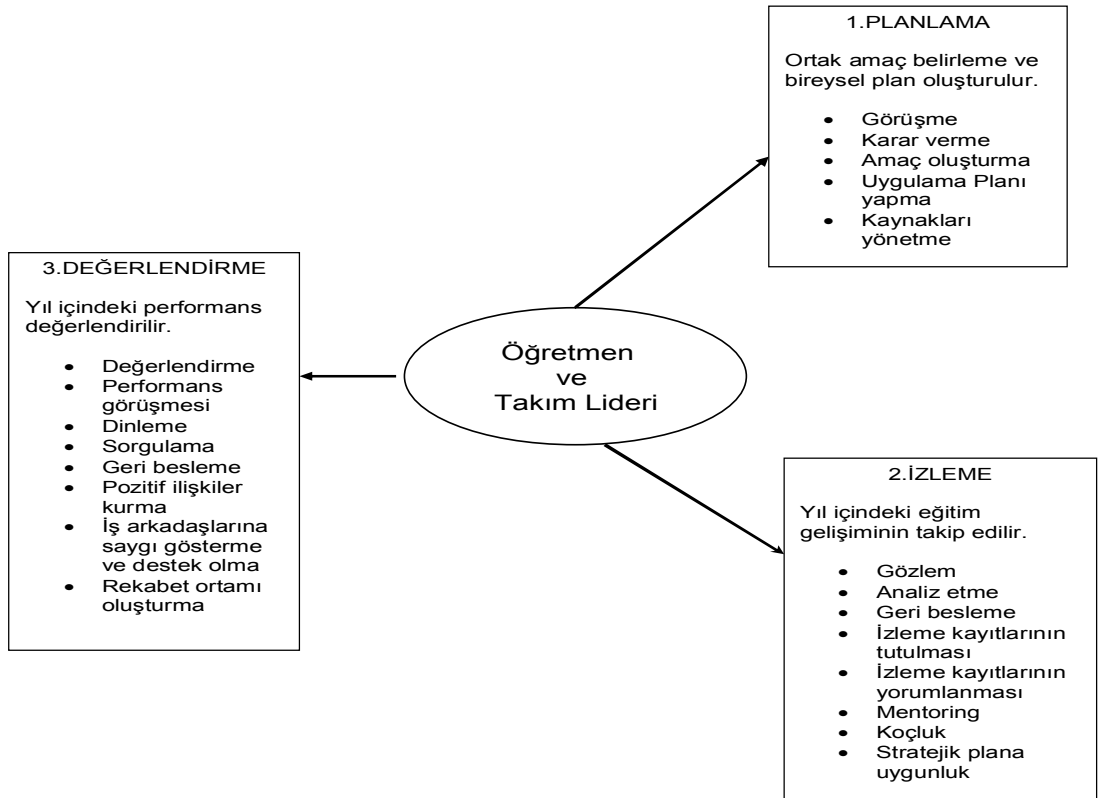 1.PLANLAMA
Ortak amaç belirleme ve
bireysel plan oluşturulur.
• Görüşme
• Karar verme
• Amaç oluşturma
• Uygulama Planı
yapma
• Kaynakları
yönetme
3.DEĞERLENDİRME
Yıl içindeki performans
değerlendirilir.
• Değerlendirme
• Performans
görüşmesi
• Dinleme
• Sorgulama
• Geri besleme
• Pozitif ilişkiler
kurma
• İş arkadaşlarına
saygı gösterme
ve destek olma
• Rekabet ortamı
oluşturma
Öğretmen
ve
Takım Lideri
2.İZLEME
Yıl içindeki eğitim
gelişiminin takip edilir.
• Gözlem
• Analiz etme
• Geri besleme
• İzleme kayıtlarının
tutulması
• İzleme kayıtlarının
yorumlanması
• Mentoring
• Koçluk
• Stratejik plana
uygunluk